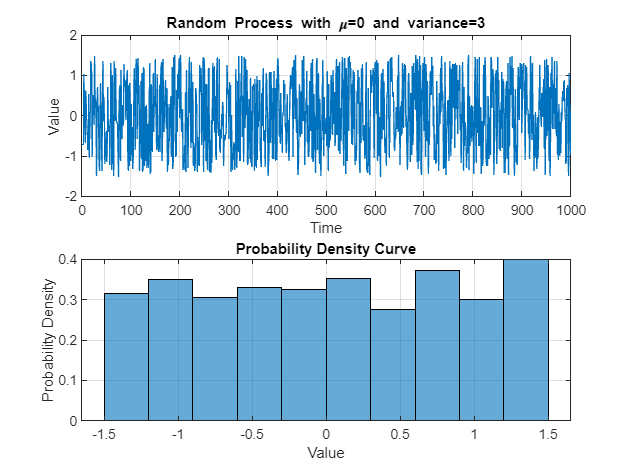 Random Process with μ=0 and variance=3
2
1
0
-1
-2
Value
0 100 200 300 400 500 600 700 800 900 1000
Time
Probability Density Curve
0.4
0.3
0.2
0.1
0
Probability Density
-1.5 -1 -0.5 0 0.5 1 1.5
Value